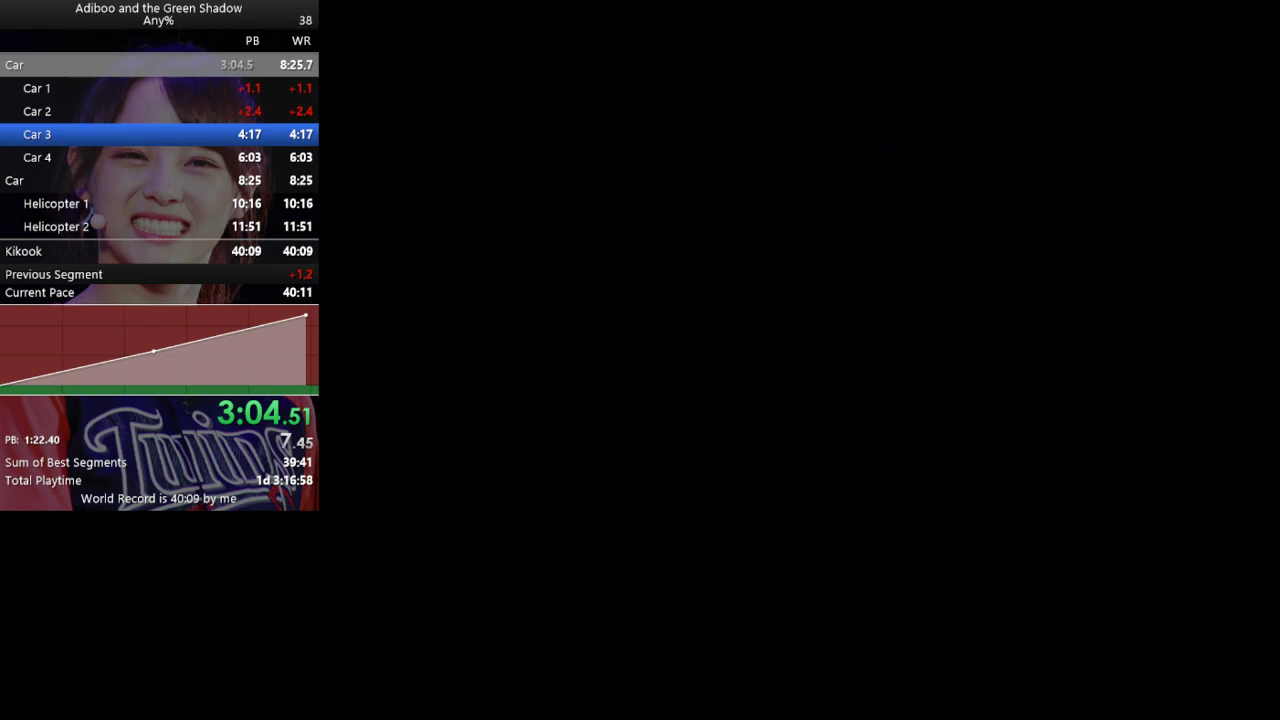 Adiboo and the Green Shadow
Any% 38
PB WR
Car 3:04.5 8:25.7
Car 1 +1.1 +1.1
Car 2 +2.4 +2.4
Car 3 4:17 4:17
Car 4 6:03 6:03
Car 8:25 8:25
Helicopter 1 10:16 10:16
Helicopter 2 11:51 11:51
Kikook 40:09 40:09
Previous Segment +1.2
Current Pace 40:11
3:04.51
PB: 1:22.40 7.45
Twins
Sum of Best Segments 39:41
Total Playtime 1d 3:16:58
World Record is 40:09 by me